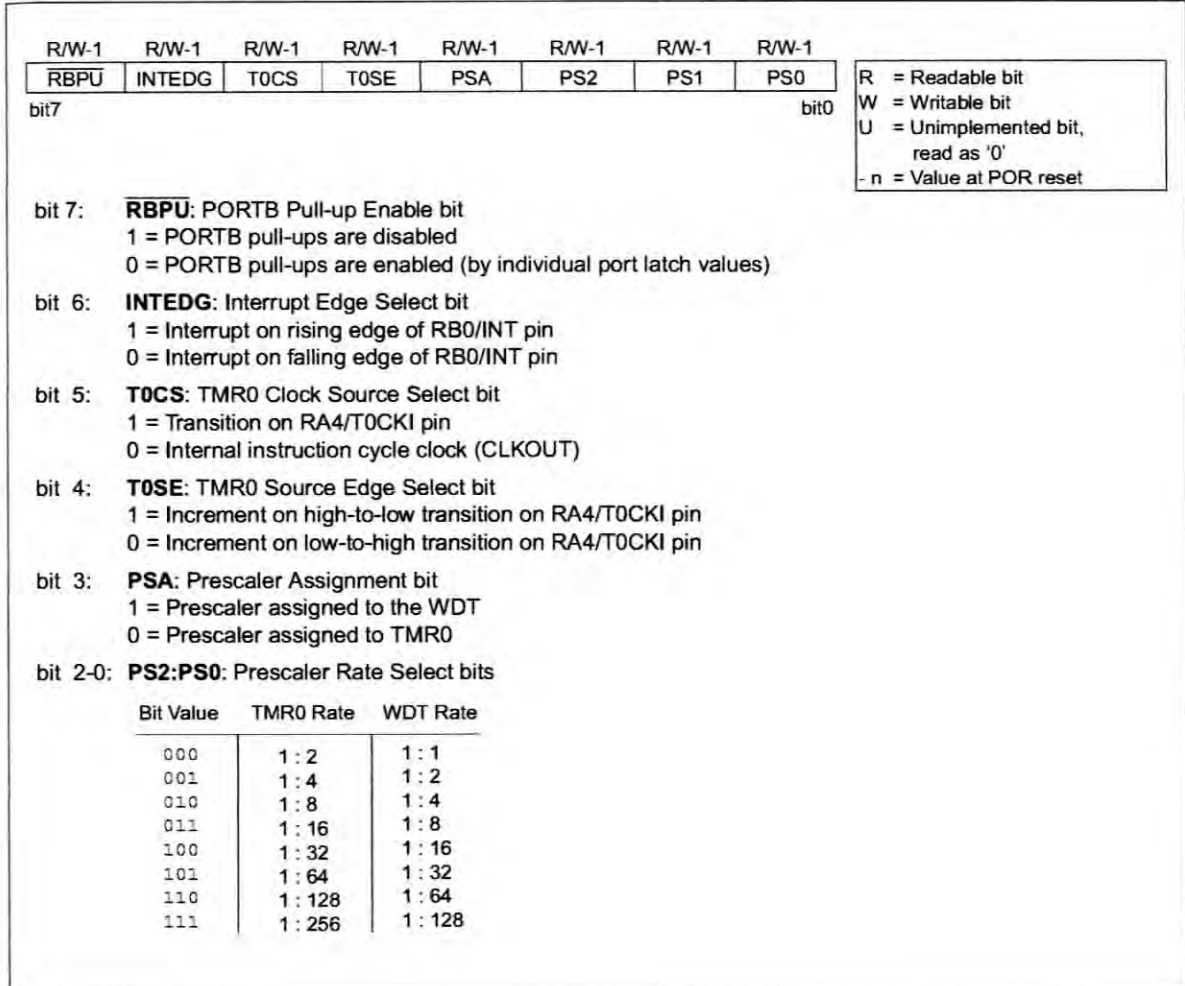 R/W-1 R/W-1 R/W-1 R/W-1 R/W-1 R/W-1 R/W-1 R/W-1
RBPU INTEDG T0CS T0SE PSA PS2 PS1 PS0
bit7 bit0
R = Readable bit
W = Writable bit
U = Unimplemented bit,
read as '0'
- n = Value at POR reset
bit 7: RBPU: PORTB Pull-up Enable bit
1 = PORTB pull-ups are disabled
0 = PORTB pull-ups are enabled (by individual port latch values)
bit 6: INTEDG: Interrupt Edge Select bit
1 = Interrupt on rising edge of RB0/INT pin
0 = Interrupt on falling edge of RB0/INT pin
bit 5: T0CS: TMR0 Clock Source Select bit
1 = Transition on RA4/T0CKI pin
0 = Internal instruction cycle clock (CLKOUT)
bit 4: T0SE: TMR0 Source Edge Select bit
1 = Increment on high-to-low transition on RA4/T0CKI pin
0 = Increment on low-to-high transition on RA4/T0CKI pin
bit 3: PSA: Prescaler Assignment bit
1 = Prescaler assigned to the WDT
0 = Prescaler assigned to TMR0
bit 2-0: PS2:PS0: Prescaler Rate Select bits
Bit Value TMR0 Rate WDT Rate
000 1 : 2 1 : 1
001 1 : 4 1 : 2
010 1 : 8 1 : 4
011 1 : 16 1 : 8
100 1 : 32 1 : 16
101 1 : 64 1 : 32
110 1 : 128 1 : 64
111 1 : 256 1 : 128